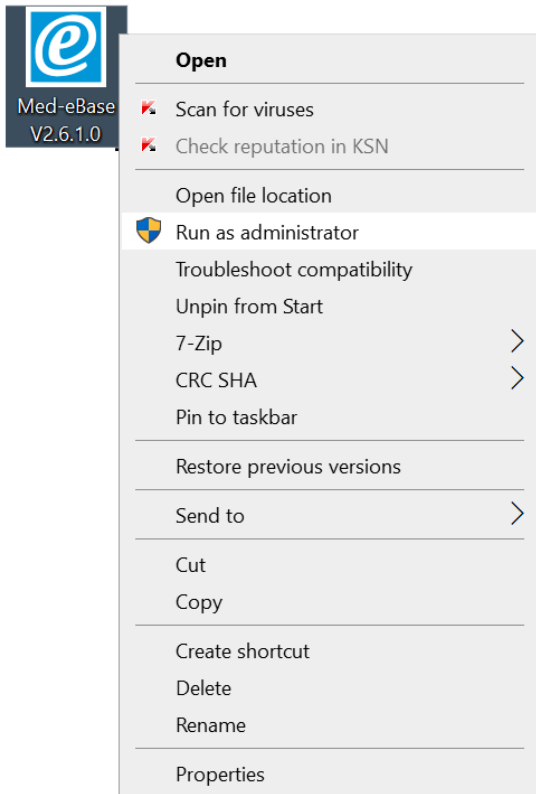 Med-eBase
V2.6.1.0
Open
Scan for viruses
Check reputation in KSN
Open file location
Run as administrator
Troubleshoot compatibility
Unpin from Start
7-Zip
CRC SHA
Pin to taskbar
Restore previous versions
Send to
Cut
Copy
Create shortcut
Delete
Rename
Properties